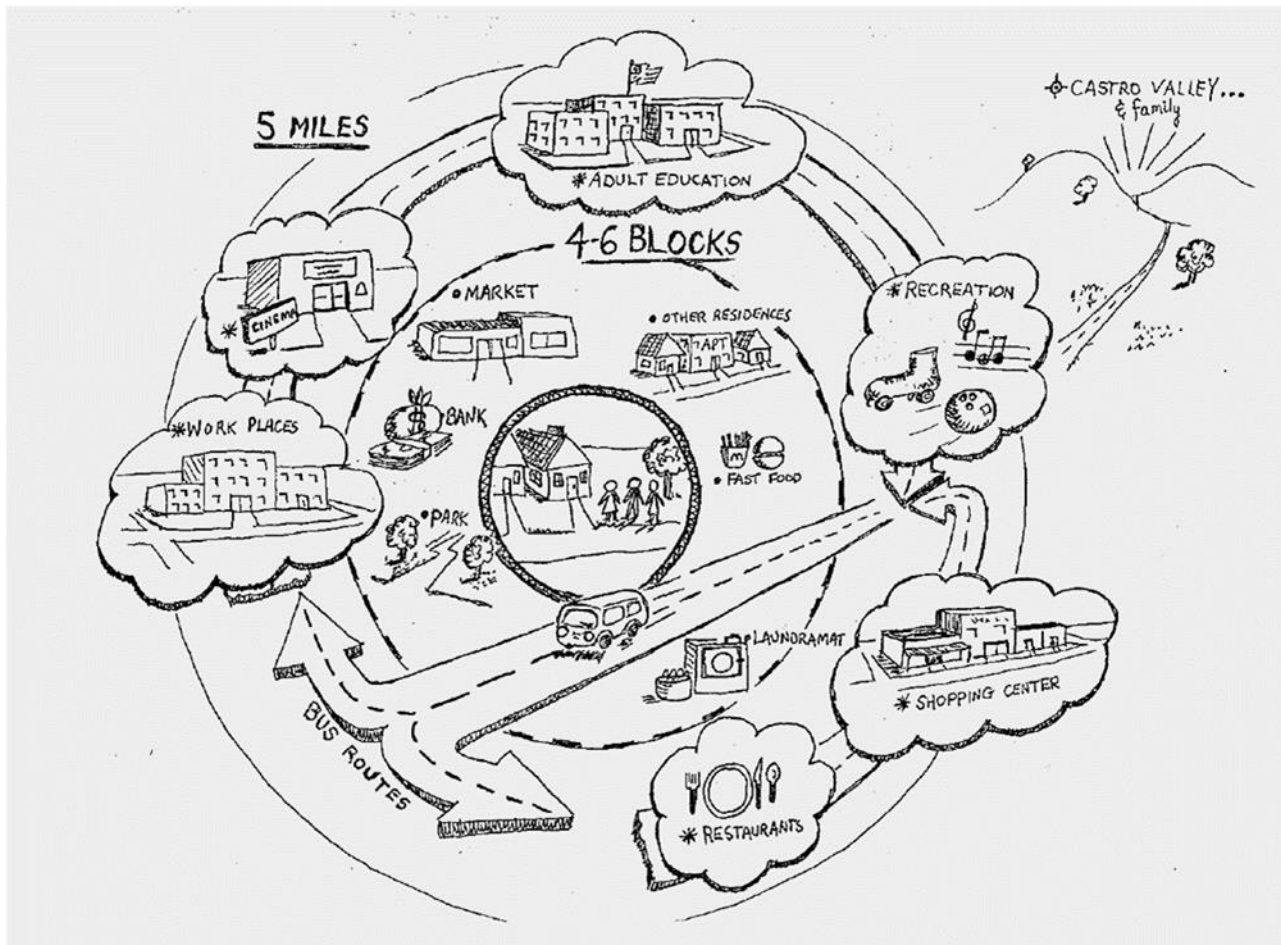 5 MILES
CASTRO VALLEY...
& family
* ADULT EDUCATION
4-6 BLOCKS
* RECREATION
• MARKET
• OTHER RESIDENCES
APT
* CINEMA
$
BANK
* WORK PLACES
M
• FAST FOOD
• PARK
• LAUNDRAMAT
* SHOPPING CENTER
BUS ROUTES
* RESTAURANTS